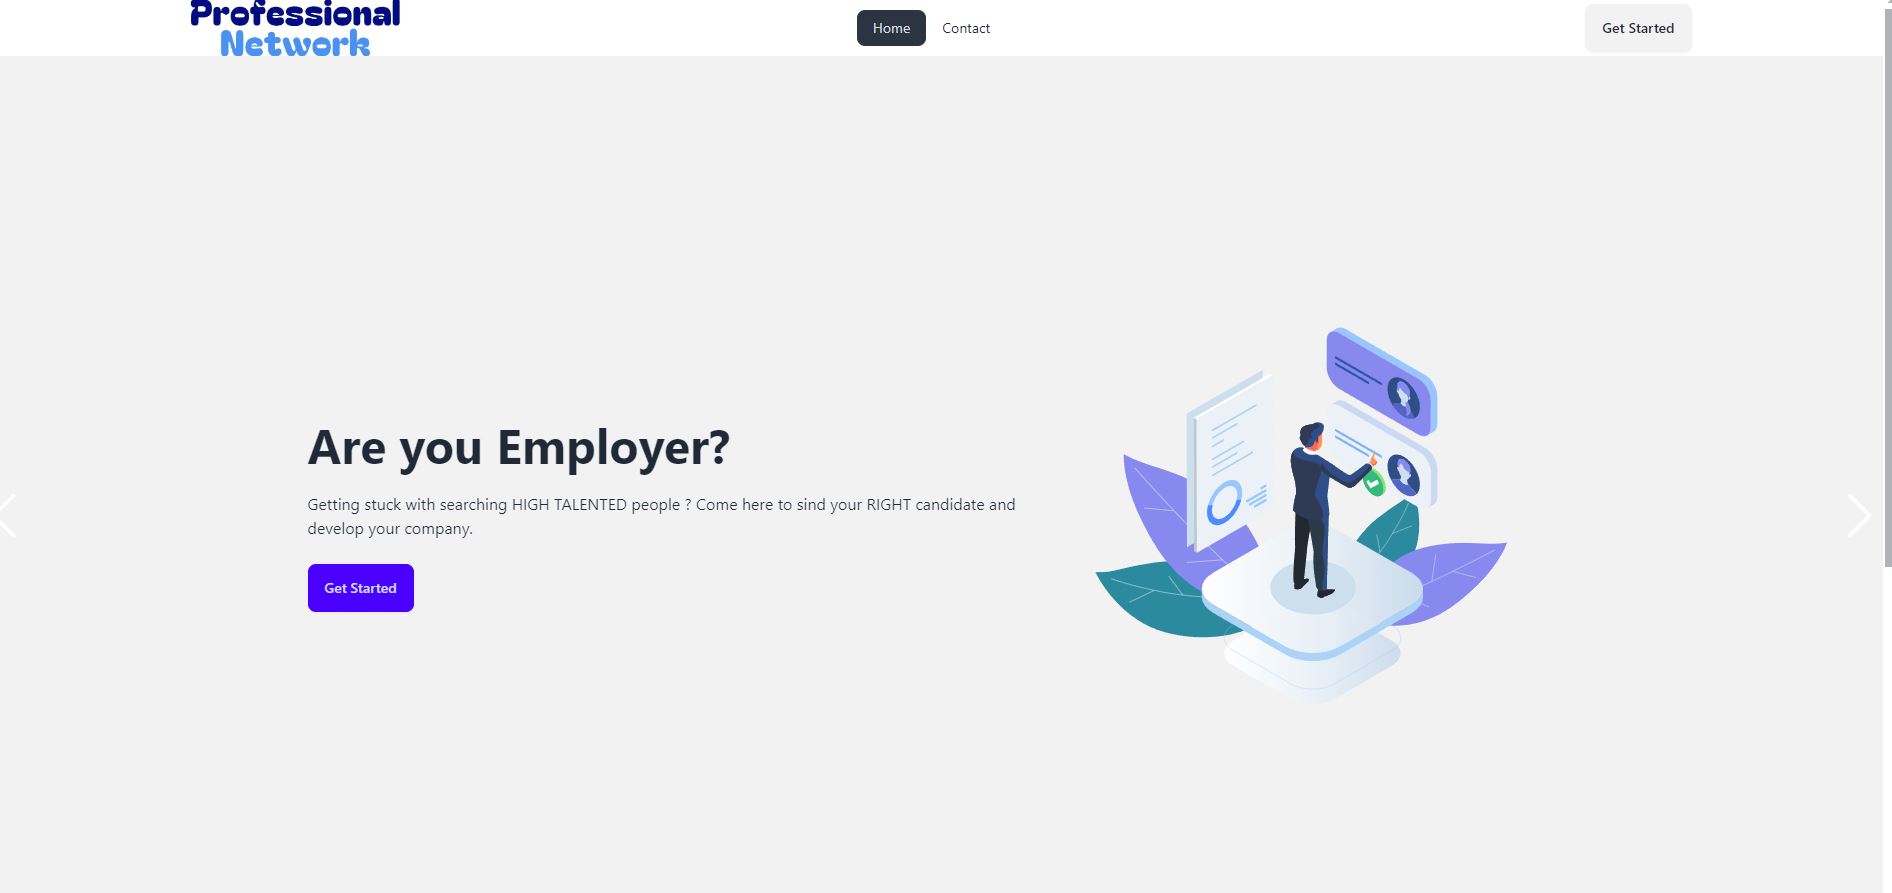 Professional
Network
Home
Contact
Get Started
Are you Employer?
Getting stuck with searching HIGH TALENTED people ? Come here to sind your RIGHT candidate and
develop your company.
Get Started